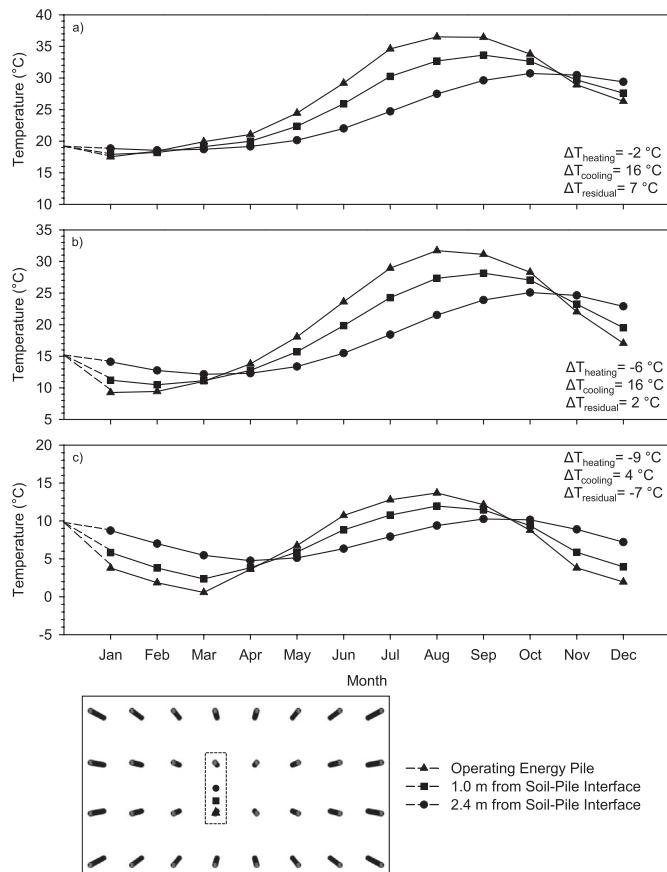 40
a)
35
30
25
20
15
10
Temperature (°C)
ΔTheating= -2 °C
ΔTcooling= 16 °C
ΔTresidual= 7 °C
35
b)
30
25
20
15
10
5
Temperature (°C)
ΔTheating= -6 °C
ΔTcooling= 16 °C
ΔTresidual= 2 °C
20
c)
15
10
5
0
-5
Temperature (°C)
ΔTheating= -9 °C
ΔTcooling= 4 °C
ΔTresidual= -7 °C
Jan Feb Mar Apr May Jun Jul Aug Sep Oct Nov Dec
Month
Operating Energy Pile
1.0 m from Soil-Pile Interface
2.4 m from Soil-Pile Interface